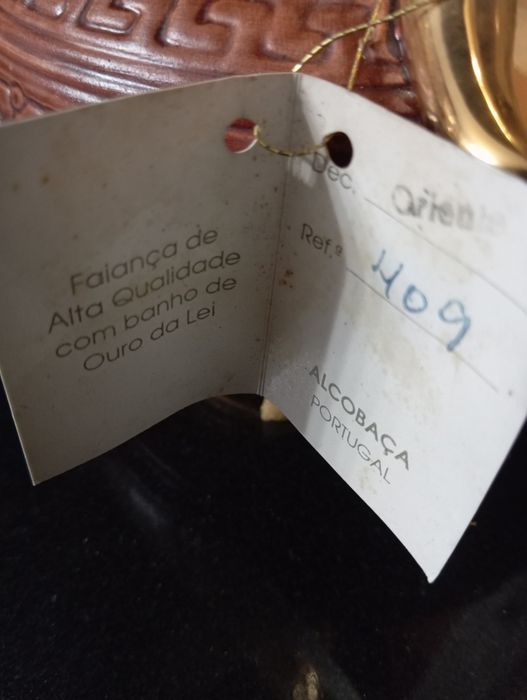 Faiança de
Alta Qualidade
com banho de
Ouro da Lei
Dec. Oriente
Ref.ª 409
ALCOBAÇA
PORTUGAL